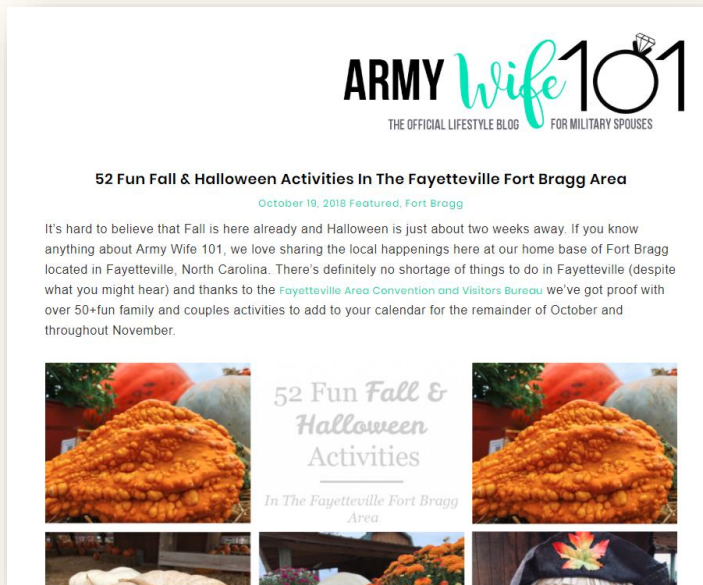 ARMY Wife 101
THE OFFICIAL LIFESTYLE BLOG FOR MILITARY SPOUSES
52 Fun Fall & Halloween Activities In The Fayetteville Fort Bragg Area
October 19, 2018 Featured, Fort Bragg
It's hard to believe that Fall is here already and Halloween is just about two weeks away. If you know
anything about Army Wife 101, we love sharing the local happenings here at our home base of Fort Bragg
located in Fayetteville, North Carolina. There's definitely no shortage of things to do in Fayetteville (despite
what you might hear) and thanks to the Fayetteville Area Convention and Visitors Bureau we've got proof with
over 50+fun family and couples activities to add to your calendar for the remainder of October and
throughout November.
52 Fun Fall &
Halloween
Activities
In The Fayetteville Fort Bragg
Area